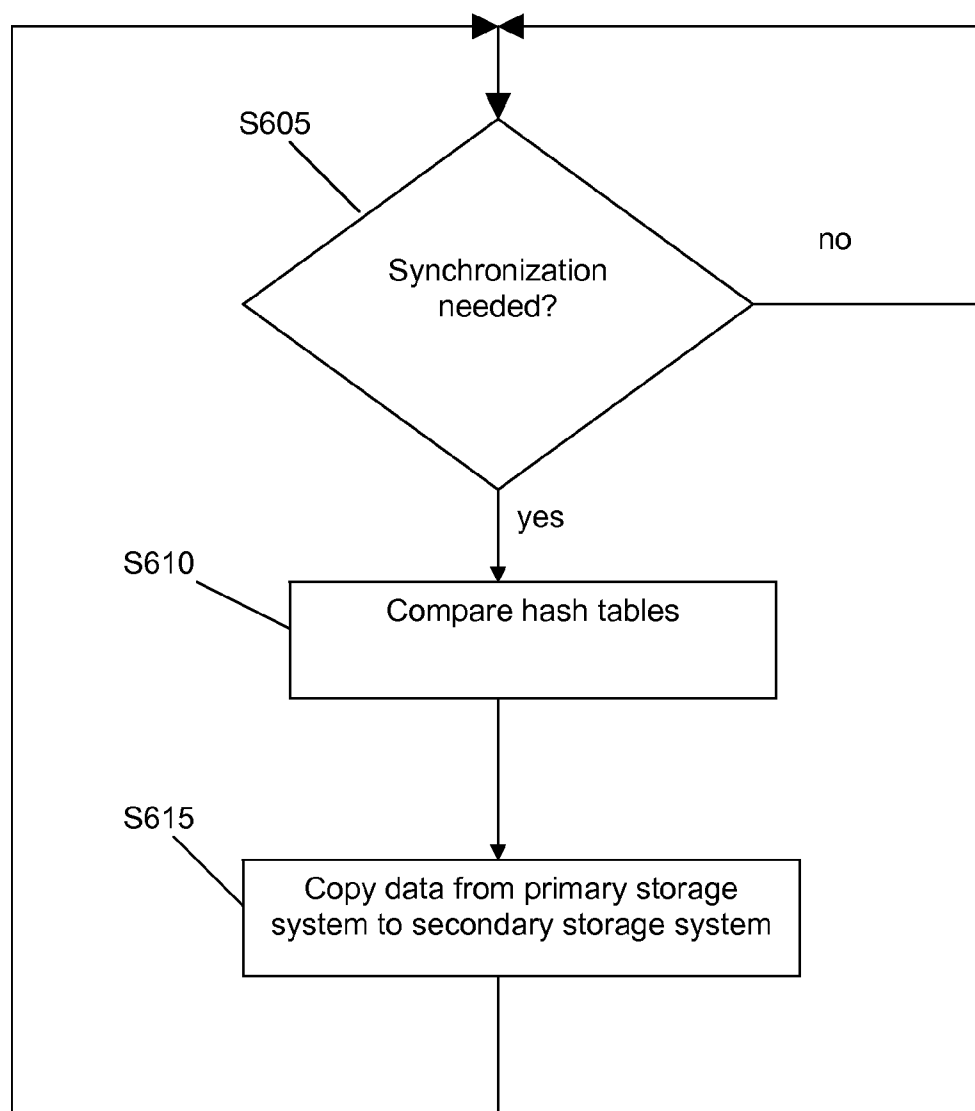 S605
Synchronization
needed?
no
yes
S610
Compare hash tables
S615
Copy data from primary storage
system to secondary storage system